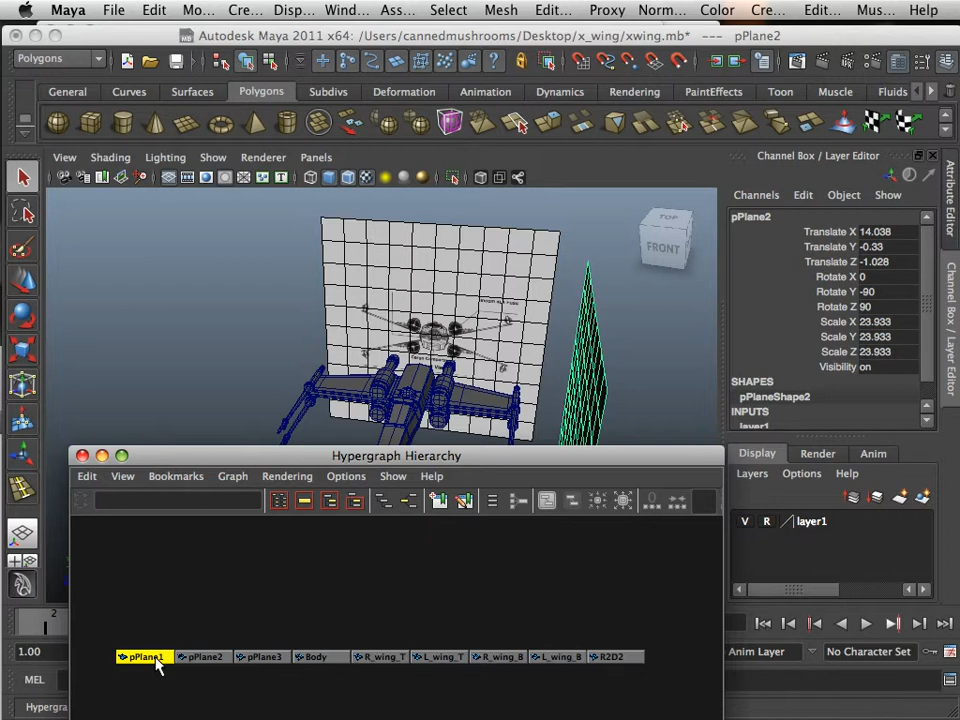 Maya File Edit Mo... Cre... Disp... Wind... Ass... Select Mesh Edit... Proxy Norm... Color Cre... Edit... Mus... Help
Autodesk Maya 2011 x64: /Users/cannedmushrooms/Desktop/x_wing/xwing.mb* --- pPlane2
Polygons
General Curves Surfaces Polygons Subdivs Deformation Animation Dynamics Rendering PaintEffects Toon Muscle Fluids
View Shading Lighting Show Renderer Panels
Channel Box / Layer Editor
Channels Edit Object Show
pPlane2
Translate X 14.038
Translate Y -0.33
Translate Z -1.028
Rotate X 0
Rotate Y -90
Rotate Z 90
Scale X 23.933
Scale Y 23.933
Scale Z 23.933
Visibility on
SHAPES
pPlaneShape2
INPUTS
layer1
Attribute Editor
Channel Box / Layer Editor
TOP
FRONT
Display Render Anim
Layers Options Help
V R layer1
Hypergraph Hierarchy
Edit View Bookmarks Graph Rendering Options Show Help
pPlane1 pPlane2 pPlane3 Body R_wing_T L_wing_T R_wing_B L_wing_B R2D2
2
1.00
Anim Layer No Character Set
MEL
Hypergra